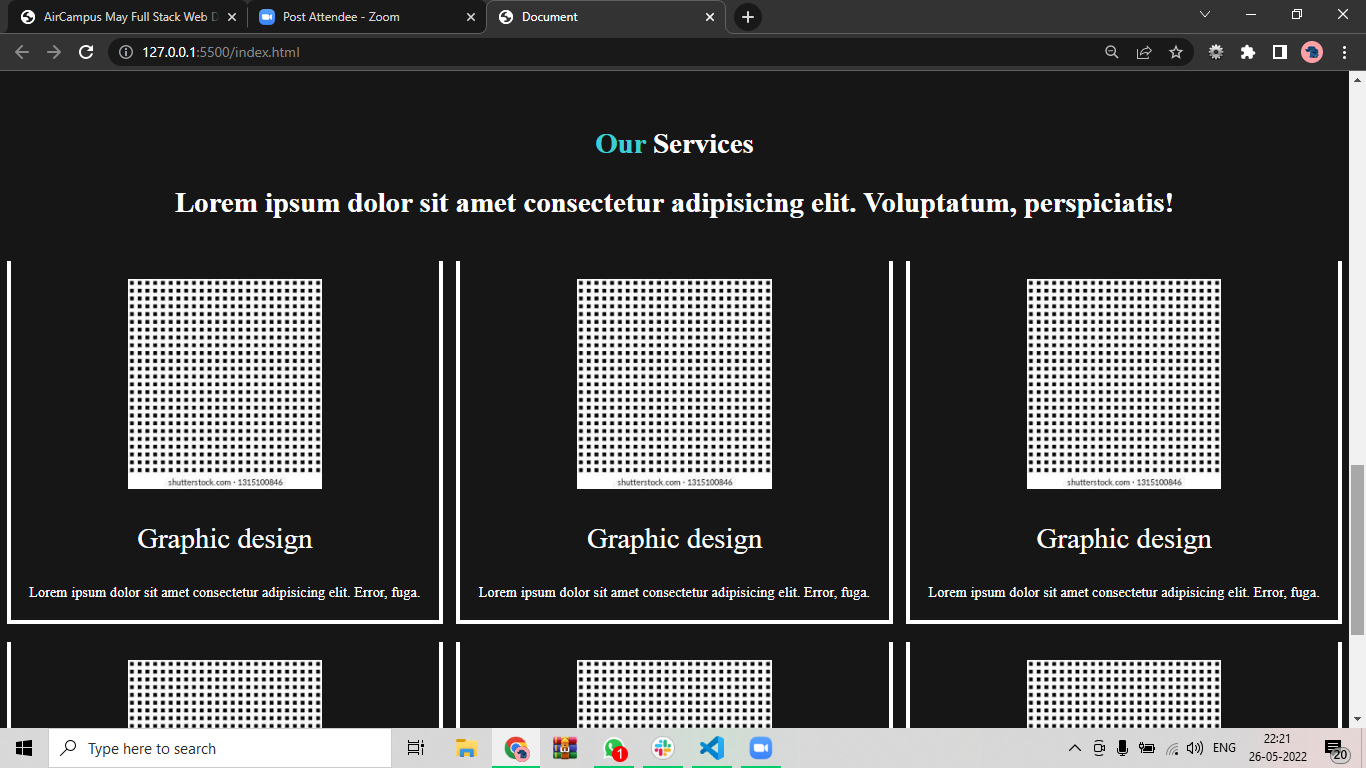 AirCampus May Full Stack Web D
Post Attendee - Zoom
Document
127.0.0.1:5500/index.html
Our Services
Lorem ipsum dolor sit amet consectetur adipisicing elit. Voluptatum, perspiciatis!
shutterstock.com · 1315100846
shutterstock.com · 1315100846
shutterstock.com · 1315100846
Graphic design
Graphic design
Graphic design
Lorem ipsum dolor sit amet consectetur adipisicing elit. Error, fuga.
Lorem ipsum dolor sit amet consectetur adipisicing elit. Error, fuga.
Lorem ipsum dolor sit amet consectetur adipisicing elit. Error, fuga.
Type here to search
1
ENG
22:21
26-05-2022
20